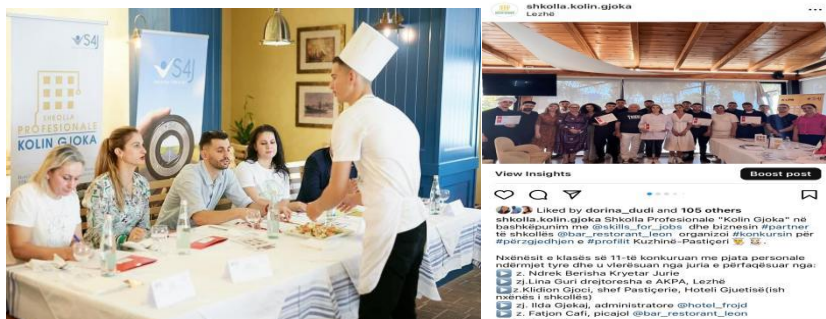 S4J
SHKOLLA
PROFESIONALE
KOLIN GJOKA
S4J
shkolla.kolin.gjoka
Lezhë
View Insights
Boost post
Liked by dorina_dudi and 105 others
shkolla.kolin.gjoka Shkolla Profesionale "Kolin Gjoka" në
bashkëpunim me @skills_for_jobs dhe biznesin #partner
të shkollës @bar_restorant_leon organizoi #konkursin për
#përzgjedhjen e #profilit Kuzhinë-Pastiçeri
Nxënësit e klasës së 11-të konkuruan me pjata personale
ndërmjet tyre dhe u vlerësuan nga juria e përfaqësuar nga:
z. Ndrek Berisha Kryetar Jurie
zj.Lina Guri drejtoresha e AKPA, Lezhë
z.Klidion Gjoci, shef Pastiçerie, Hoteli Gjuetisë(ish
nxënës i shkollës)
zj. Ilda Gjekaj, administratore @hotel_frojd
z. Fatjon Cafi, picajol @bar_restorant_leon